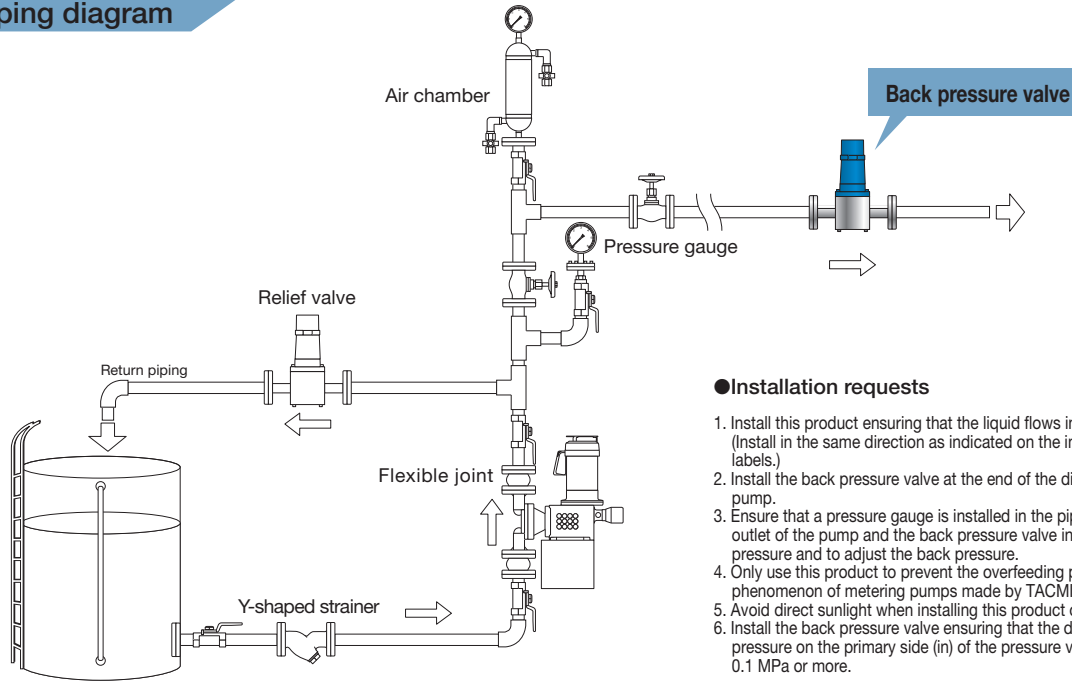 ping diagram
Air chamber
Back pressure valve
Pressure gauge
Relief valve
Return piping
Flexible joint
Y-shaped strainer
●Installation requests
1. Install this product ensuring that the liquid flows
(Install in the same direction as indicated on the
labels.)
2. Install the back pressure valve at the end of the
pump.
3. Ensure that a pressure gauge is installed in the
outlet of the pump and the back pressure valve
pressure and to adjust the back pressure.
4. Only use this product to prevent the overfeeding
phenomenon of metering pumps made by
5. Avoid direct sunlight when installing this product
6. Install the back pressure valve ensuring that the
pressure on the primary side (in) of the pressure
0.1 MPa or more.